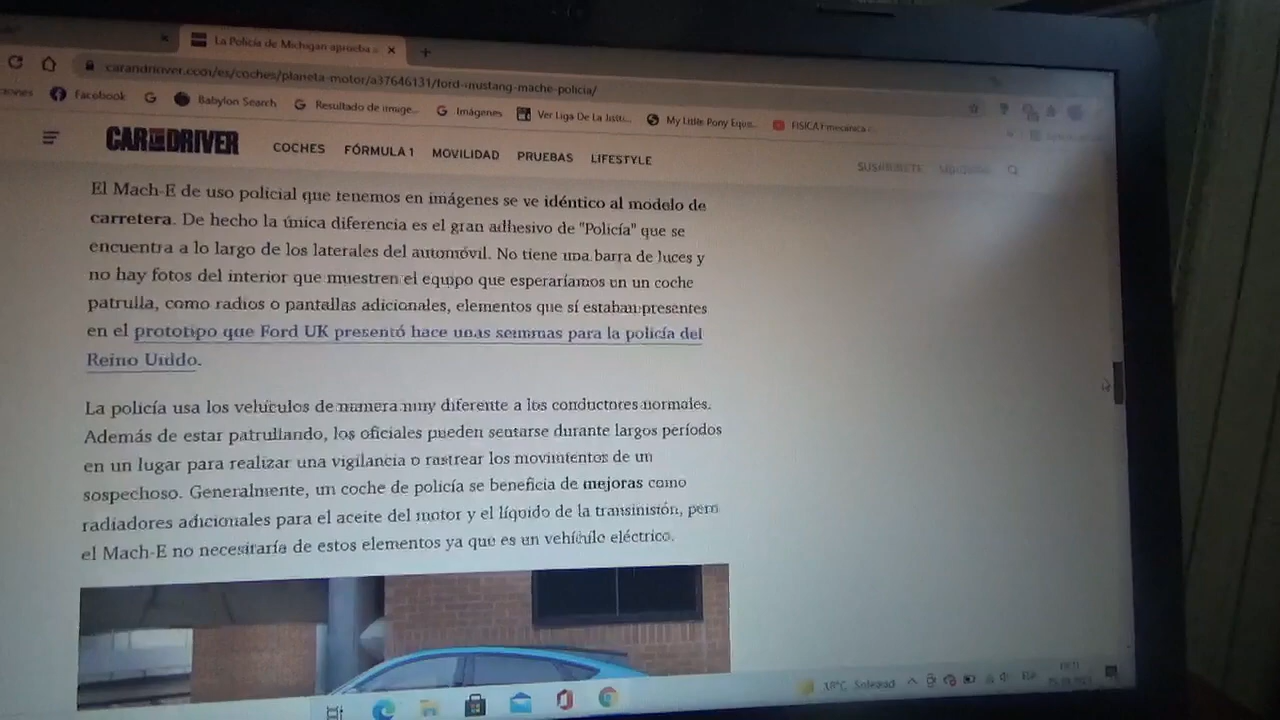 La Policía de Michigan aprueba
carandriver.com/es/coches/planeta-motor/a37646131/ford-mustang-mache-policia/
Facebook
Babylon Search
Resultado de image...
Imágenes
Ver Liga De La Justi...
My Little Pony Eques...
FISICA
CAR AND DRIVER
COCHES FÓRMULA 1 MOVILIDAD PRUEBAS LIFESTYLE
SUSCRÍBETE
El Mach-E de uso policial que tenemos en imágenes se ve idéntico al modelo de
carretera. De hecho la única diferencia es el gran adhesivo de "Policía" que se
encuentra a lo largo de los laterales del automóvil. No tiene una barra de luces y
no hay fotos del interior que muestren el equipo que esperaríamos en un coche
patrulla, como radios o pantallas adicionales, elementos que sí estaban presentes
en el prototipo que Ford UK presentó hace unas semanas para la policía del
Reino Unido.
La policía usa los vehículos de manera muy diferente a los conductores normales.
Además de estar patrullando, los oficiales pueden sentarse durante largos períodos
en un lugar para realizar una vigilancia o rastrear los movimientos de un
sospechoso. Generalmente, un coche de policía se beneficia de mejoras como
radiadores adicionales para el aceite del motor y el líquido de la transmisión, pero
el Mach-E no necesitaría de estos elementos ya que es un vehículo eléctrico.
18°C Soleado